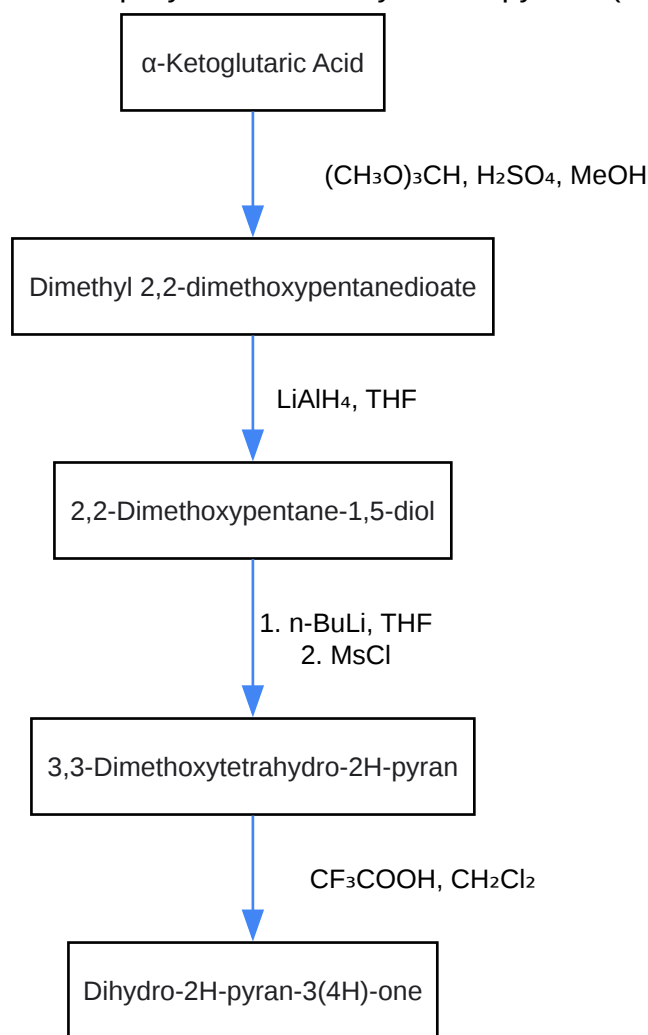 α-Ketoglutaric Acid
(CH₃O)₃CH, H₂SO₄, MeOH
Dimethyl 2,2-dimethoxypentanedioate
LiAlH₄, THF
2,2-Dimethoxypentane-1,5-diol
1. n-BuLi, THF
2. MsCl
3,3-Dimethoxytetrahydro-2H-pyran
CF₃COOH, CH₂Cl₂
Dihydro-2H-pyran-3(4H)-one